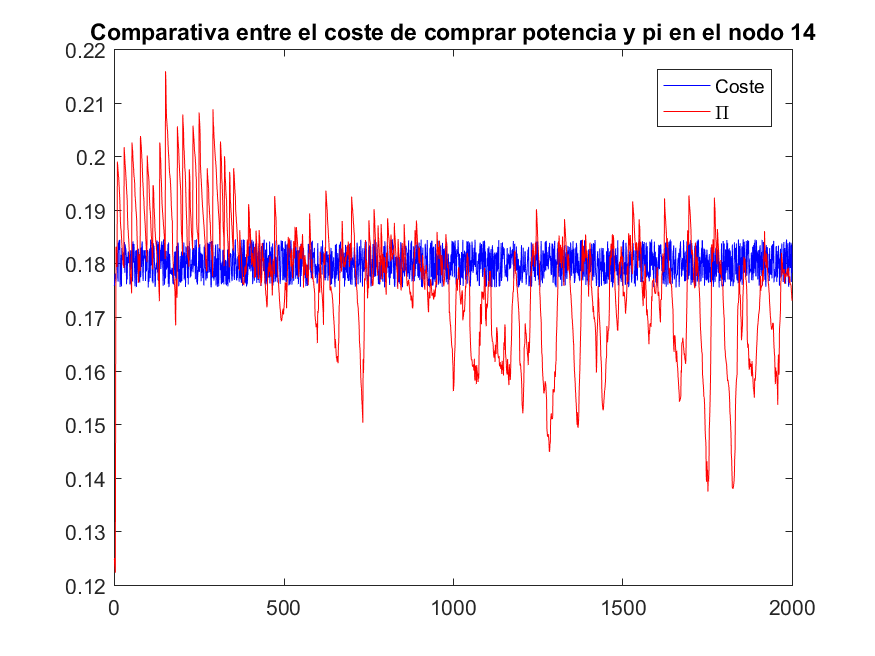 Comparativa entre el coste de comprar potencia y pi en el nodo 14
0.22
0.21
0.2
0.19
0.18
0.17
0.16
0.15
0.14
0.13
0.12
0 500 1000 1500 2000
Coste
Π